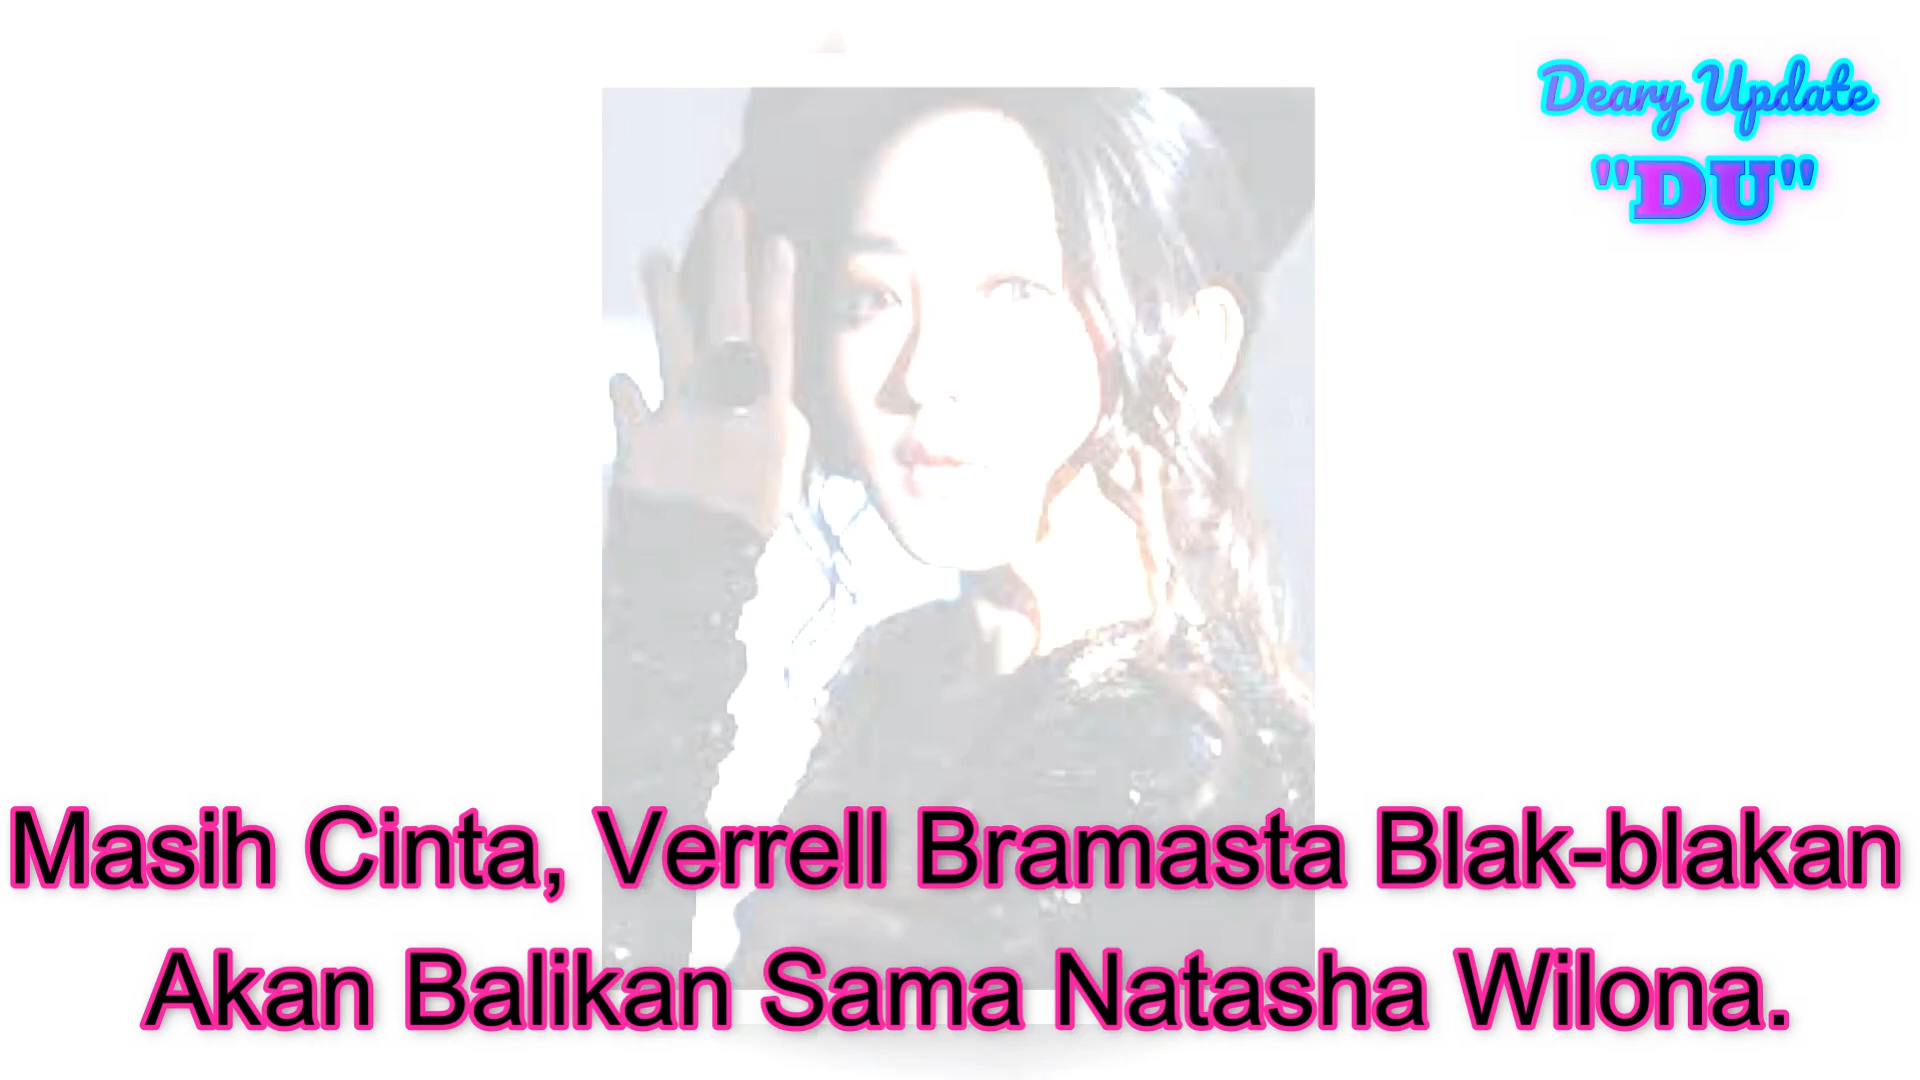 Deary Update
"DU"
Masih Cinta, Verrell Bramasta Blak-blakan
Akan Balikan Sama Natasha Wilona.